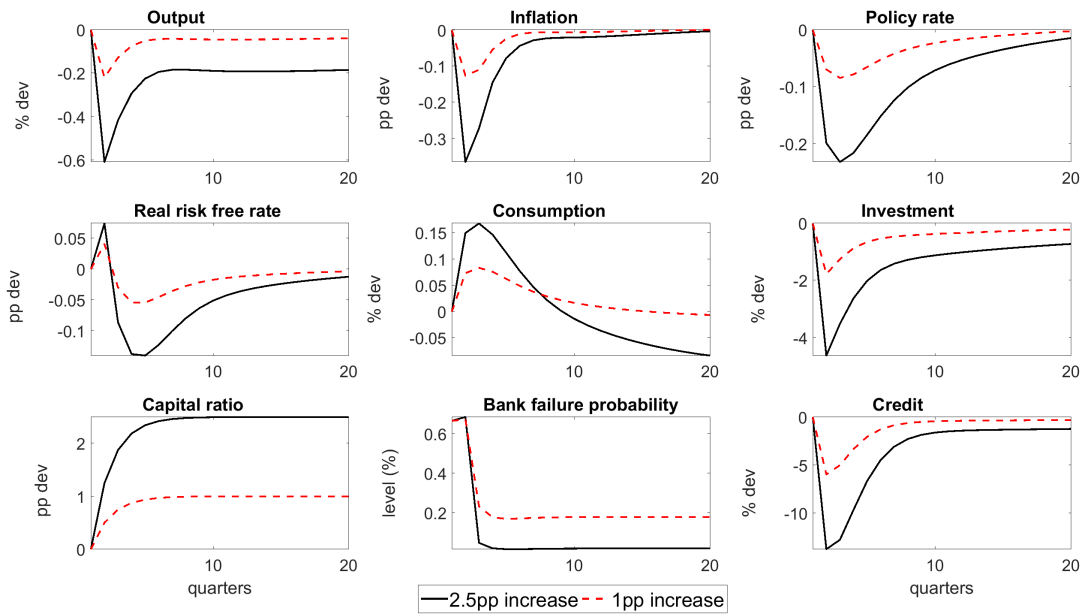 Output
Inflation
Policy rate
% dev
0
-0.2
-0.4
-0.6
10
20
pp dev
0
-0.1
-0.2
-0.3
10
20
pp dev
0
-0.1
-0.2
10
20
Real risk free rate
Consumption
Investment
pp dev
0.05
0
-0.05
-0.1
10
20
% dev
0.15
0.1
0.05
0
-0.05
10
20
% dev
0
-2
-4
10
20
Capital ratio
Bank failure probability
Credit
pp dev
2
1
0
10
20
quarters
level (%)
0.6
0.4
0.2
10
20
% dev
0
-5
-10
10
20
quarters
2.5pp increase
1pp increase